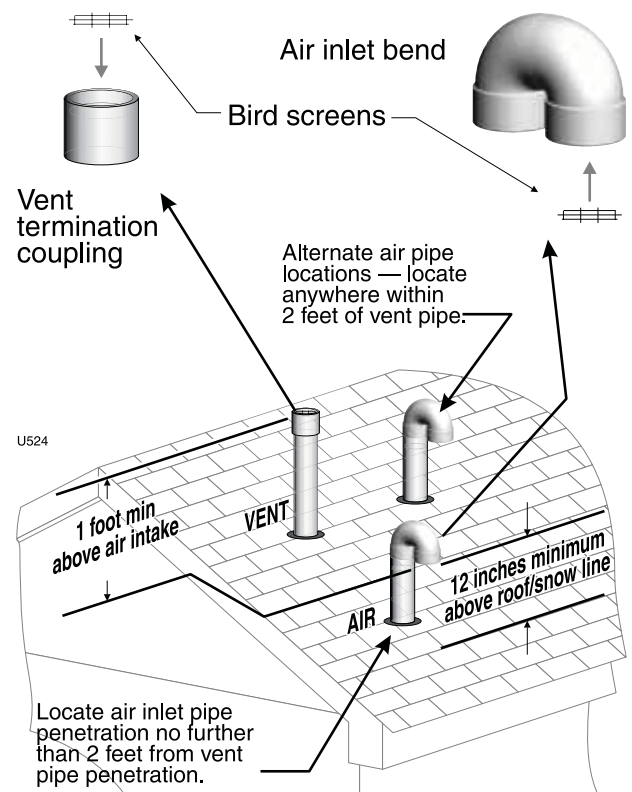 Air inlet bend
Bird screens
Vent
termination
coupling
Alternate air pipe
locations — locate
anywhere within
2 feet of vent pipe.
U524
1 foot min
above air intake
VENT
12 inches minimum
above roof/snow line
AIR
Locate air inlet pipe
penetration no further
than 2 feet from vent
pipe penetration.